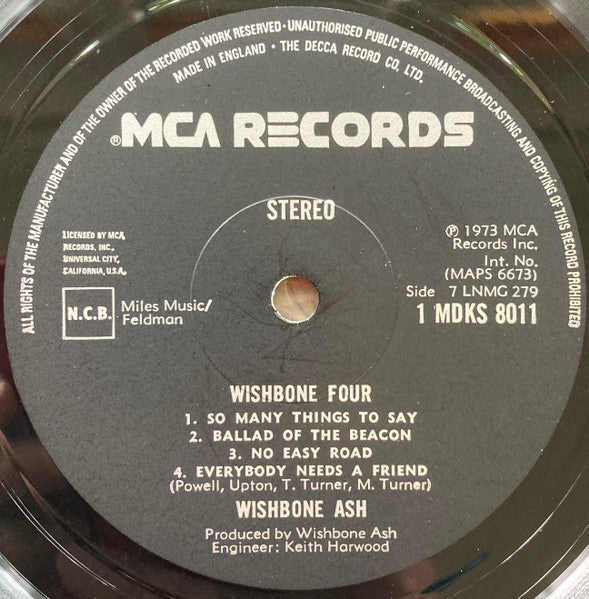 ALL RIGHTS OF THE MANUFACTURER AND OF THE OWNER OF THE RECORDED WORK RESERVED · UNAUTHORISED PUBLIC PERFORMANCE BROADCASTING AND COPYING OF THIS RECORD PROHIBITED
MADE IN ENGLAND · THE DECCA RECORD CO. LTD.
®MCA RECORDS
STEREO
LICENSED BY MCA
RECORDS, INC.,
UNIVERSAL CITY,
CALIFORNIA, U.S.A.
N.C.B.
Miles Music/
Feldman
℗ 1973 MCA
Records Inc.
Int. No.
(MAPS 6673)
Side 7 LNMG 279
1 MDKS 8011
WISHBONE FOUR
1. SO MANY THINGS TO SAY
2. BALLAD OF THE BEACON
3. NO EASY ROAD
4. EVERYBODY NEEDS A FRIEND
(Powell, Upton, T. Turner, M. Turner)
WISHBONE ASH
Produced by Wishbone Ash
Engineer: Keith Harwood